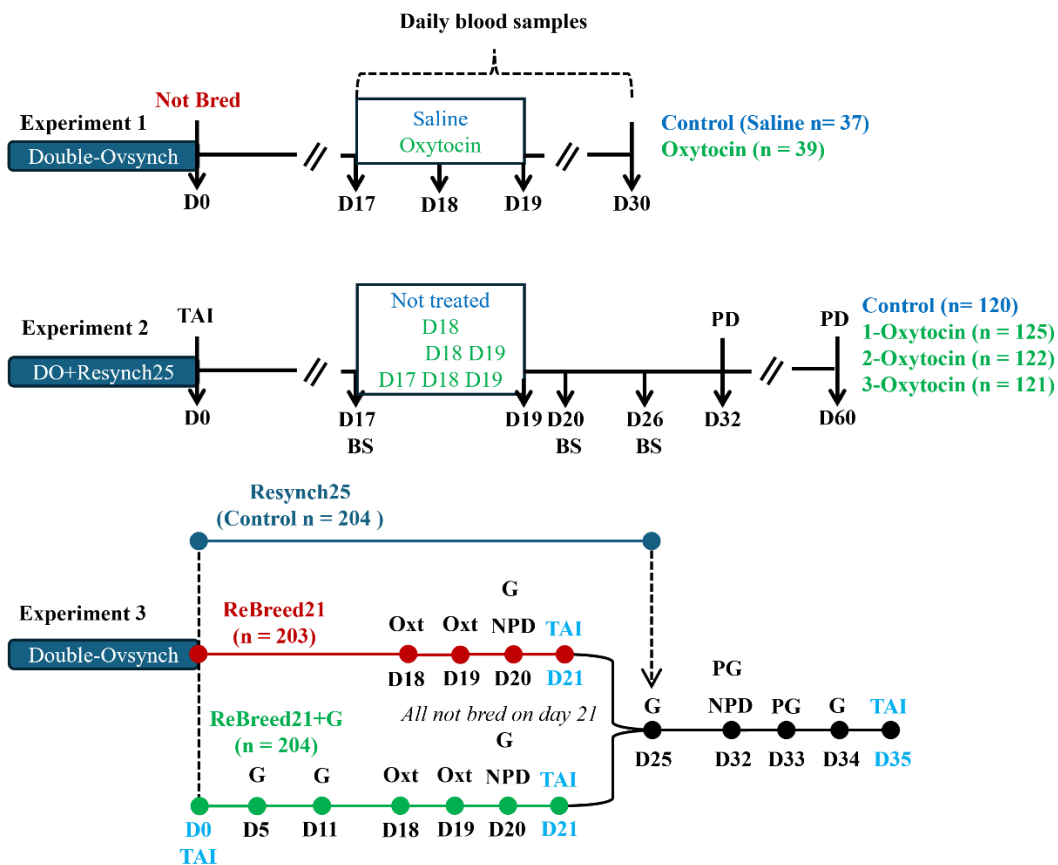 Daily blood samples
Not Bred
Experiment 1
Double-Ovsynch
Saline
Oxytocin
Control (Saline n= 37)
Oxytocin (n = 39)
D0
D17
D18
D19
D30
Experiment 2
DO+Resynch25
TAI
Not treated
D18
D18 D19
D17 D18 D19
PD
PD
Control (n= 120)
1-Oxytocin (n = 125)
2-Oxytocin (n = 122)
3-Oxytocin (n = 121)
D0
D17
D19
D20
D26
D32
D60
BS
BS
BS
Resynch25
(Control n = 204 )
Experiment 3
Double-Ovsynch
ReBreed21
(n = 203)
G
Oxt
Oxt
NPD
TAI
D18
D19
D20
D21
All not bred on day 21
ReBreed21+G
(n = 204)
G
G
G
Oxt
Oxt
NPD
TAI
D0
D5
D11
D18
D19
D20
D21
TAI
PG
G
NPD
PG
G
TAI
D25
D32
D33
D34
D35